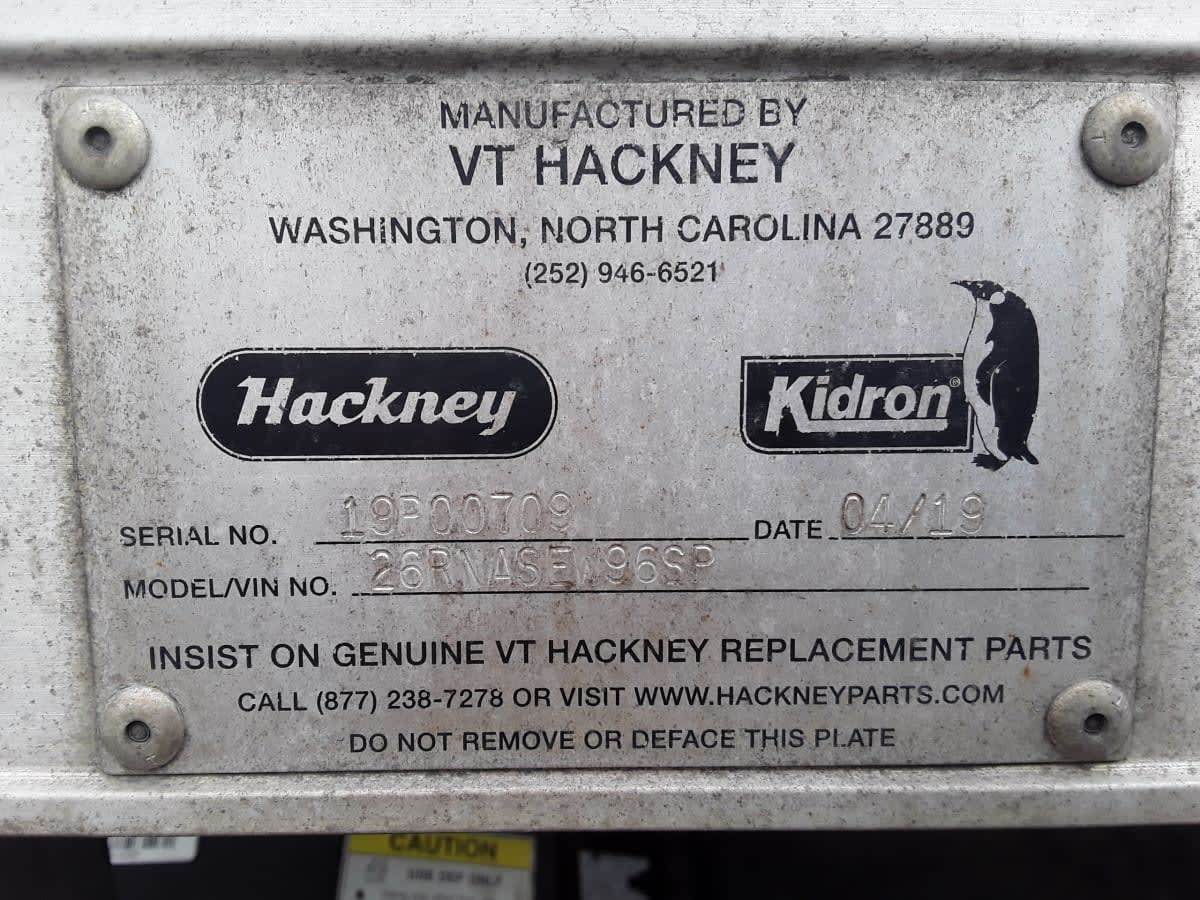 MANUFACTURED BY
VT HACKNEY
WASHINGTON, NORTH CAROLINA 27889
(252) 946-6521
Hackney
Kidron®
SERIAL NO. 19P00709 DATE 04/19
MODEL/VIN NO.
INSIST ON GENUINE VT HACKNEY REPLACEMENT PARTS
CALL (877) 238-7278 OR VISIT WWW.HACKNEYPARTS.COM
DO NOT REMOVE OR DEFACE THIS PLATE
CAUTION